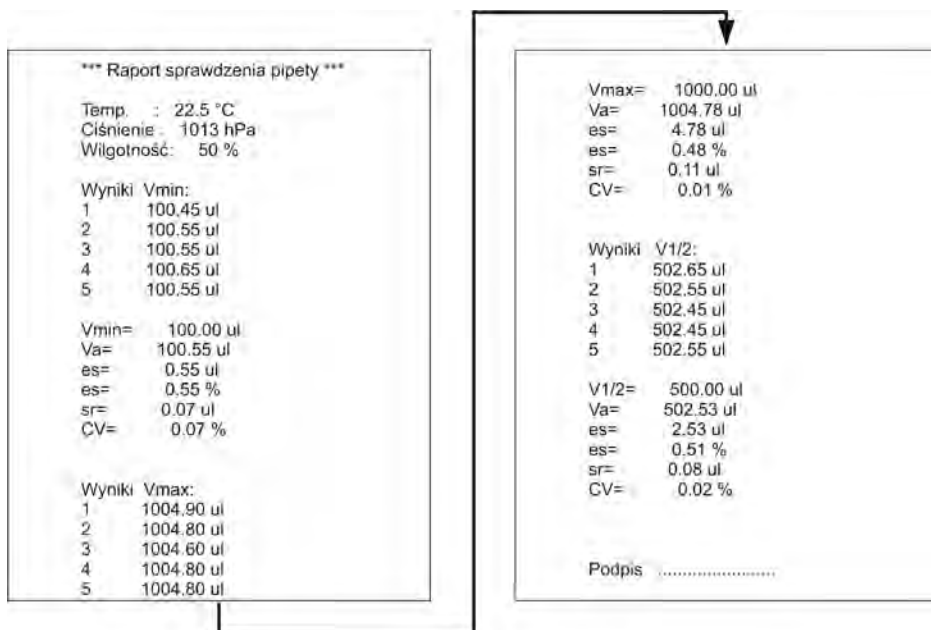 *** Raport sprawdzenia pipety ***
Temp. : 22.5 °C
Ciśnienie : 1013 hPa
Wilgotność: 50 %
Wyniki Vmin:
1 100.45 ul
2 100.55 ul
3 100.55 ul
4 100.65 ul
5 100.55 ul
Vmin= 100.00 ul
Va= 100.55 ul
es= 0.55 ul
es= 0.55 %
sr= 0.07 ul
CV= 0.07 %
Wyniki Vmax:
1 1004.90 ul
2 1004.80 ul
3 1004.60 ul
4 1004.80 ul
5 1004.80 ul
Vmax= 1000.00 ul
Va= 1004.78 ul
es= 4.78 ul
es= 0.48 %
sr= 0.11 ul
CV= 0.01 %
Wyniki V1/2:
1 502.65 ul
2 502.55 ul
3 502.45 ul
4 502.45 ul
5 502.55 ul
V1/2= 500.00 ul
Va= 502.53 ul
es= 2.53 ul
es= 0.51 %
sr= 0.08 ul
CV= 0.02 %
Podpis ........................